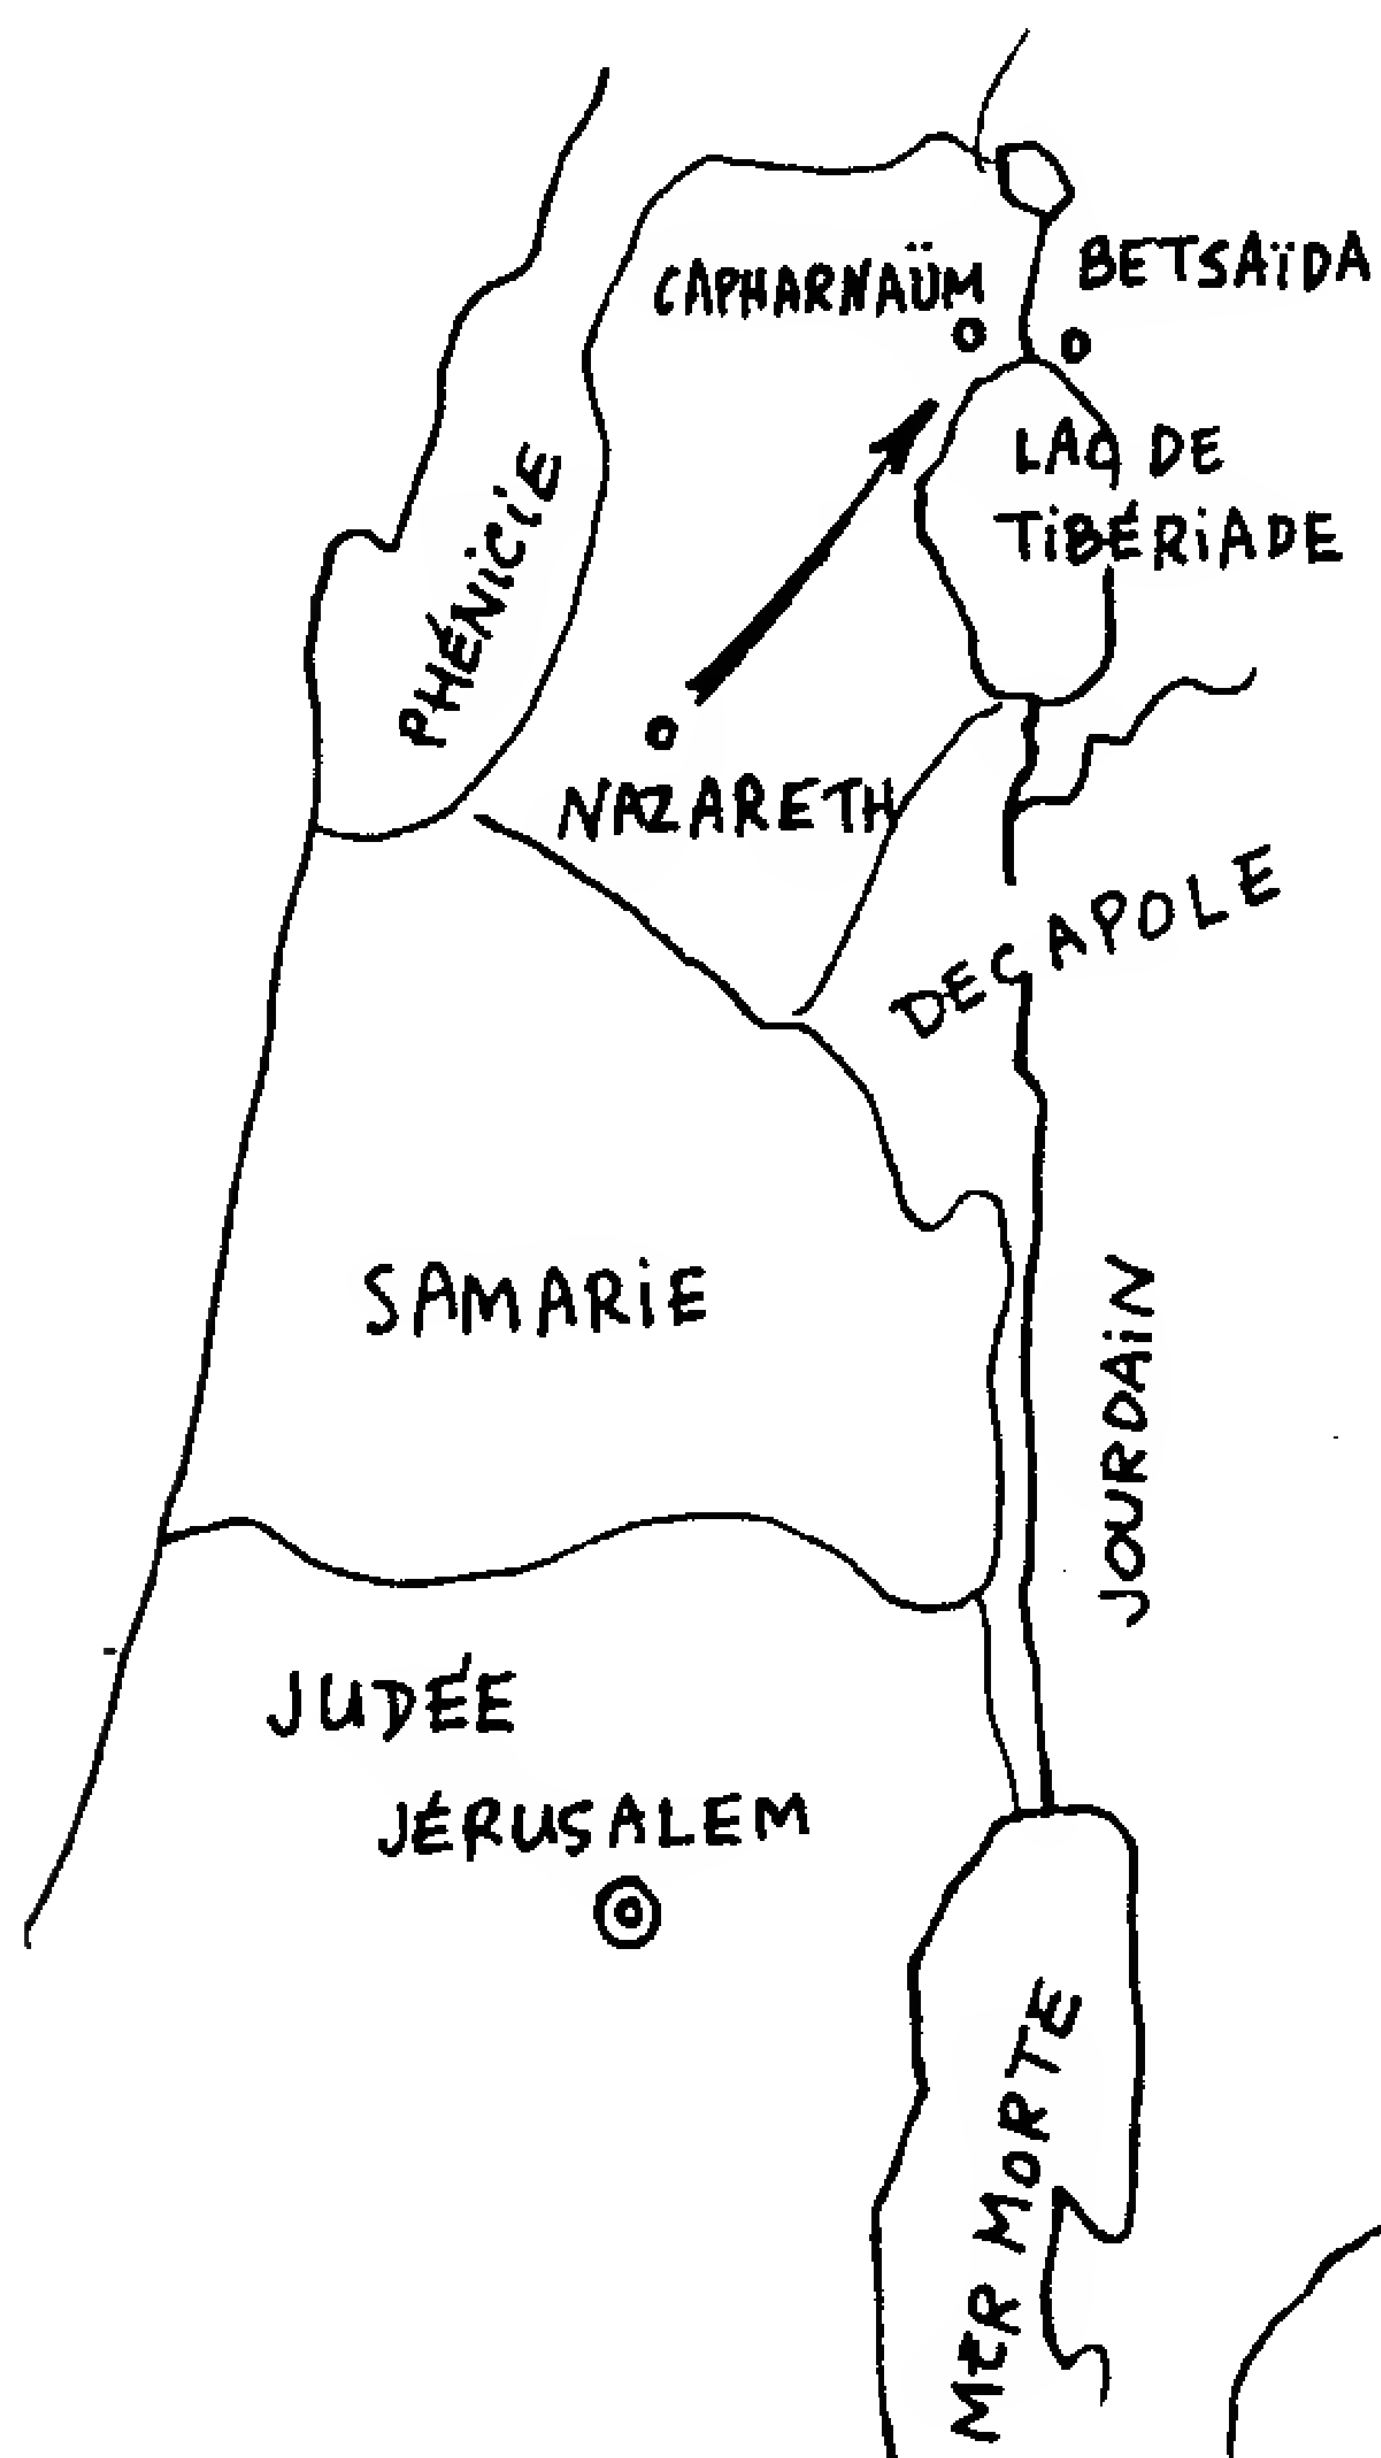 CAPHARNAÜM
BETSAÏDA
LAC DE
TIBÉRIADE
PHÉNICIE
NAZARETH
DECAPOLE
SAMARIE
JOURDAIN
JUDÉE
JÉRUSALEM
MER MORTE